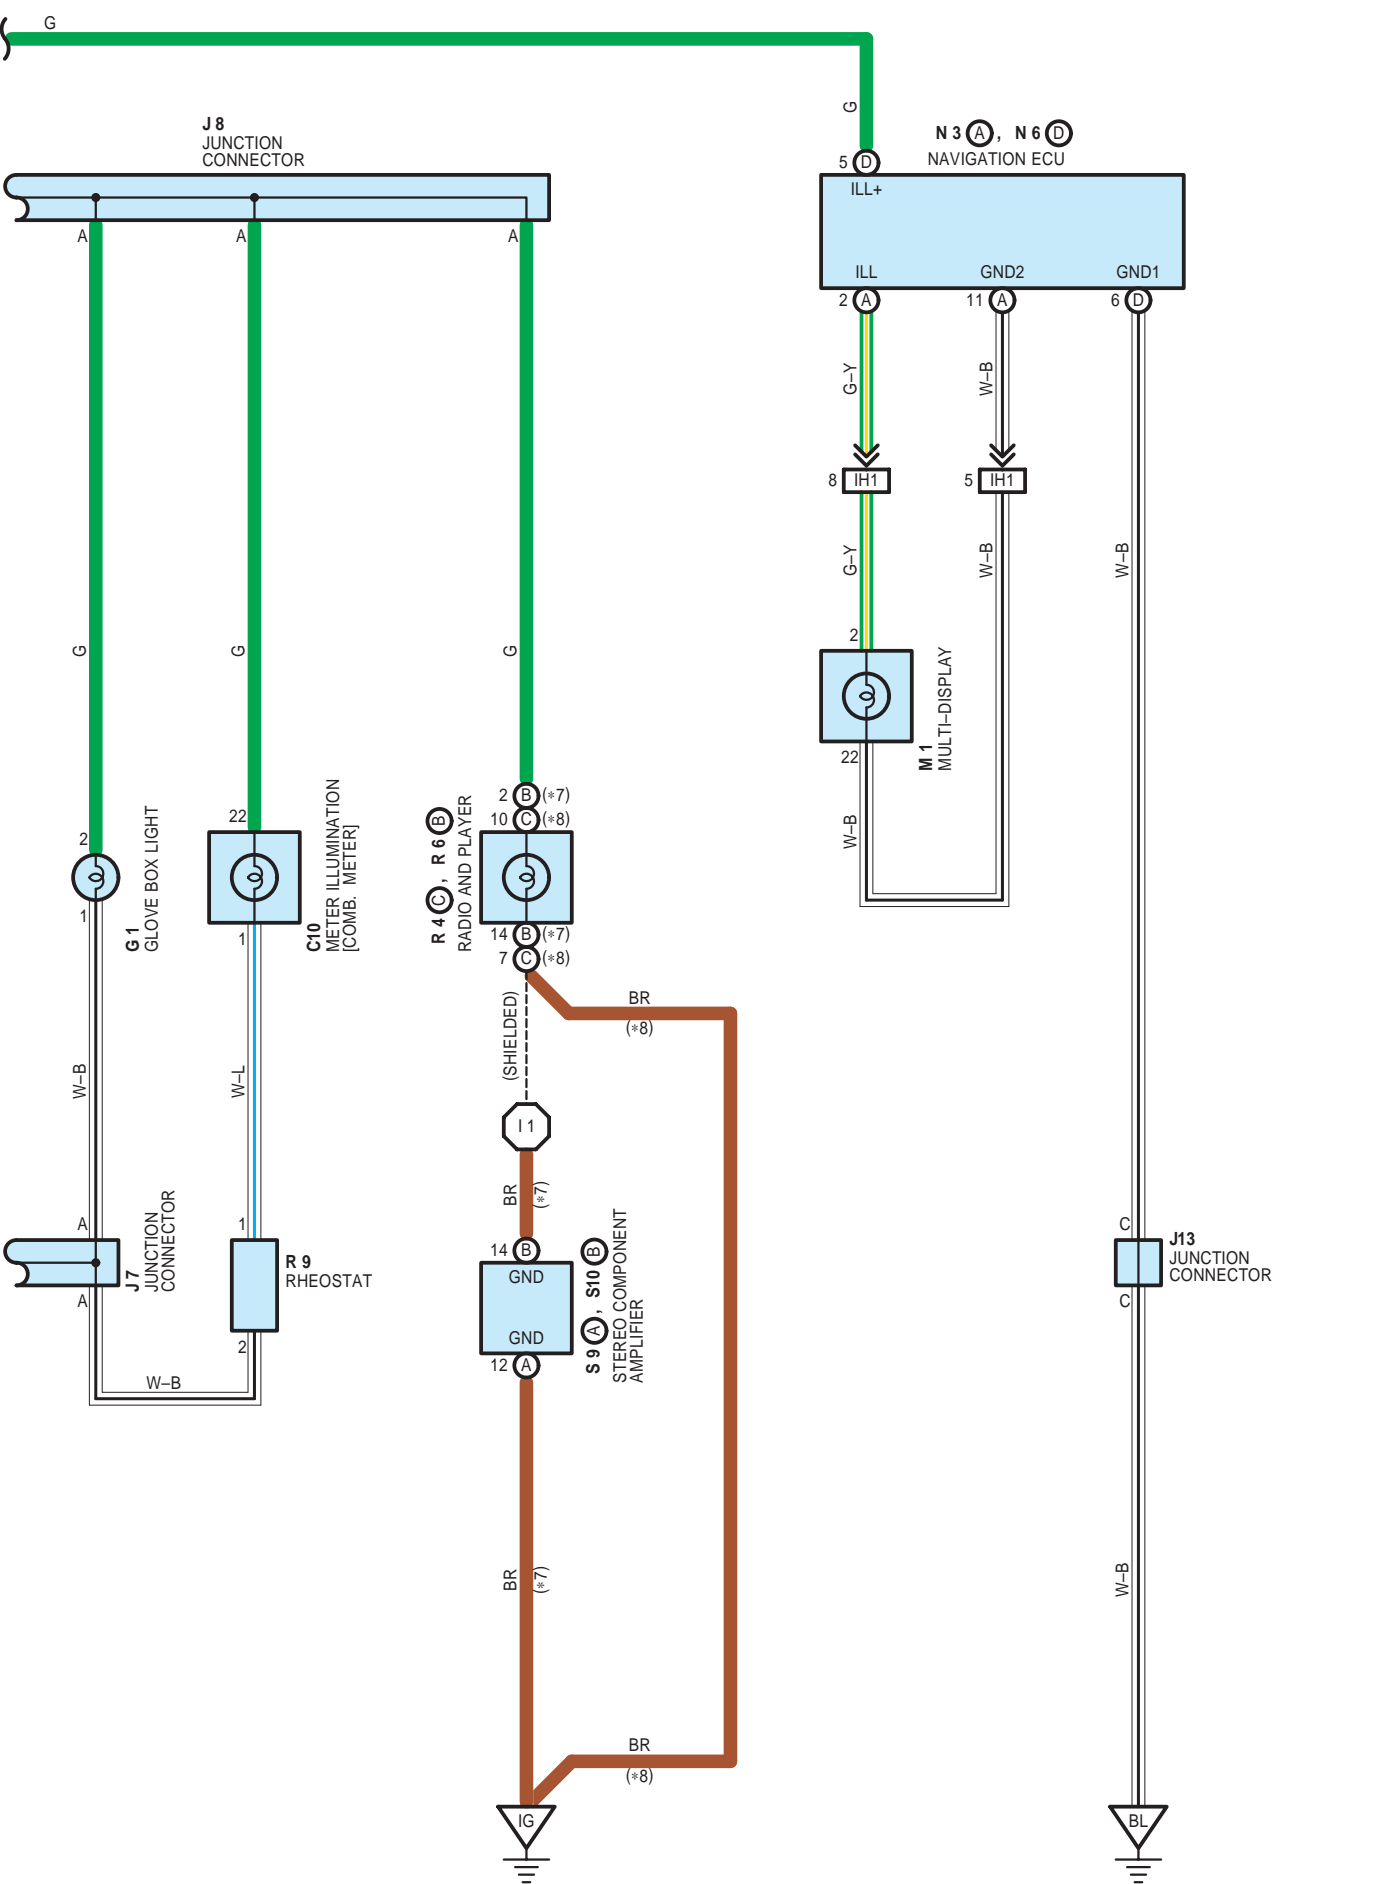 G
G
J 8
JUNCTION
CONNECTOR
N 3 (A) , N 6 (D)
NAVIGATION ECU
5 (D)
ILL+
ILL GND2 GND1
2 (A) 11 (A) 6 (D)
A A A
G–Y W–B
8 IH1 5 IH1
G–Y W–B W–B
G G G
2
M 1
MULTI–DISPLAY
22
W–B
2
1
G 1
GLOVE BOX LIGHT
22
1
C10
METER ILLUMINATION
[COMB. METER]
2 (B) (∗7)
10 (C) (∗8)
R 4 (C) , R 6 (B)
RADIO AND PLAYER
14 (B) (∗7)
7 (C) (∗8)
(SHIELDED)
BR
(∗8)
W–B W–L
I 1
BR
(∗7)
A
J 7
JUNCTION
CONNECTOR
A
1
R 9
RHEOSTAT
2
W–B
14 (B)
GND
GND
12 (A)
S 9 (A) , S10 (B)
STEREO COMPONENT
AMPLIFIER
C
J13
JUNCTION
CONNECTOR
C
BR
(∗7)
W–B
BR
(∗8)
IG
BL